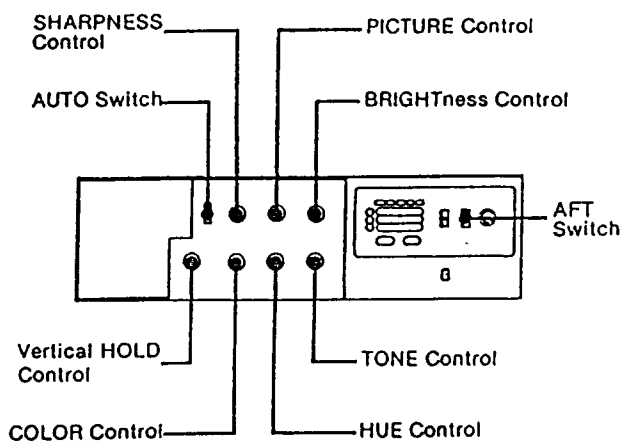 SHARPNESS
Control
PICTURE Control
AUTO Switch
BRIGHTness Control
AFT
Switch
Vertical HOLD
Control
TONE Control
COLOR Control
HUE Control